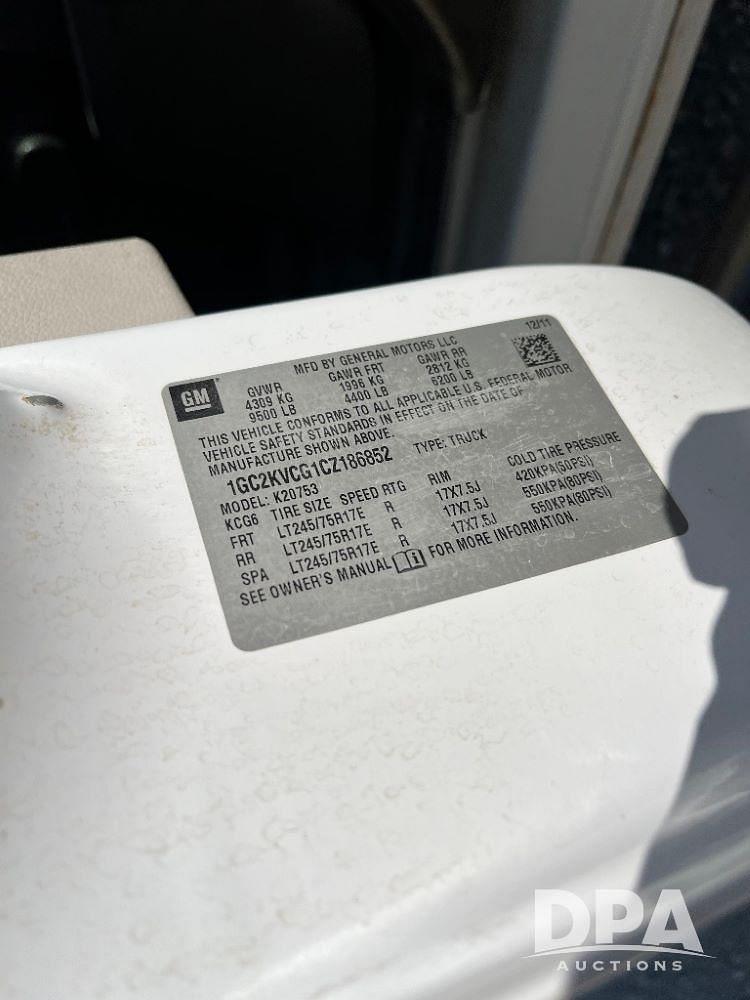 GM
MFD BY GENERAL MOTORS LLC
12/11
GVWR GAWR FRT GAWR RR
4309 KG 1996 KG 2812 KG
9500 LB 4400 LB 6200 LB
THIS VEHICLE CONFORMS TO ALL APPLICABLE U.S. FEDERAL MOTOR
VEHICLE SAFETY STANDARDS IN EFFECT ON THE DATE OF
MANUFACTURE SHOWN ABOVE.
1GC2KVCG1CZ186852 TYPE: TRUCK
MODEL: K20753
KCG6 TIRE SIZE SPEED RTG RIM COLD TIRE PRESSURE
FRT LT245/75R17E R 17X7.5J 420KPA(60PSI)
RR LT245/75R17E R 17X7.5J 550KPA(80PSI)
SPA LT245/75R17E R 17X7.5J 550KPA(80PSI)
SEE OWNER'S MANUAL FOR MORE INFORMATION.
DPA
AUCTIONS